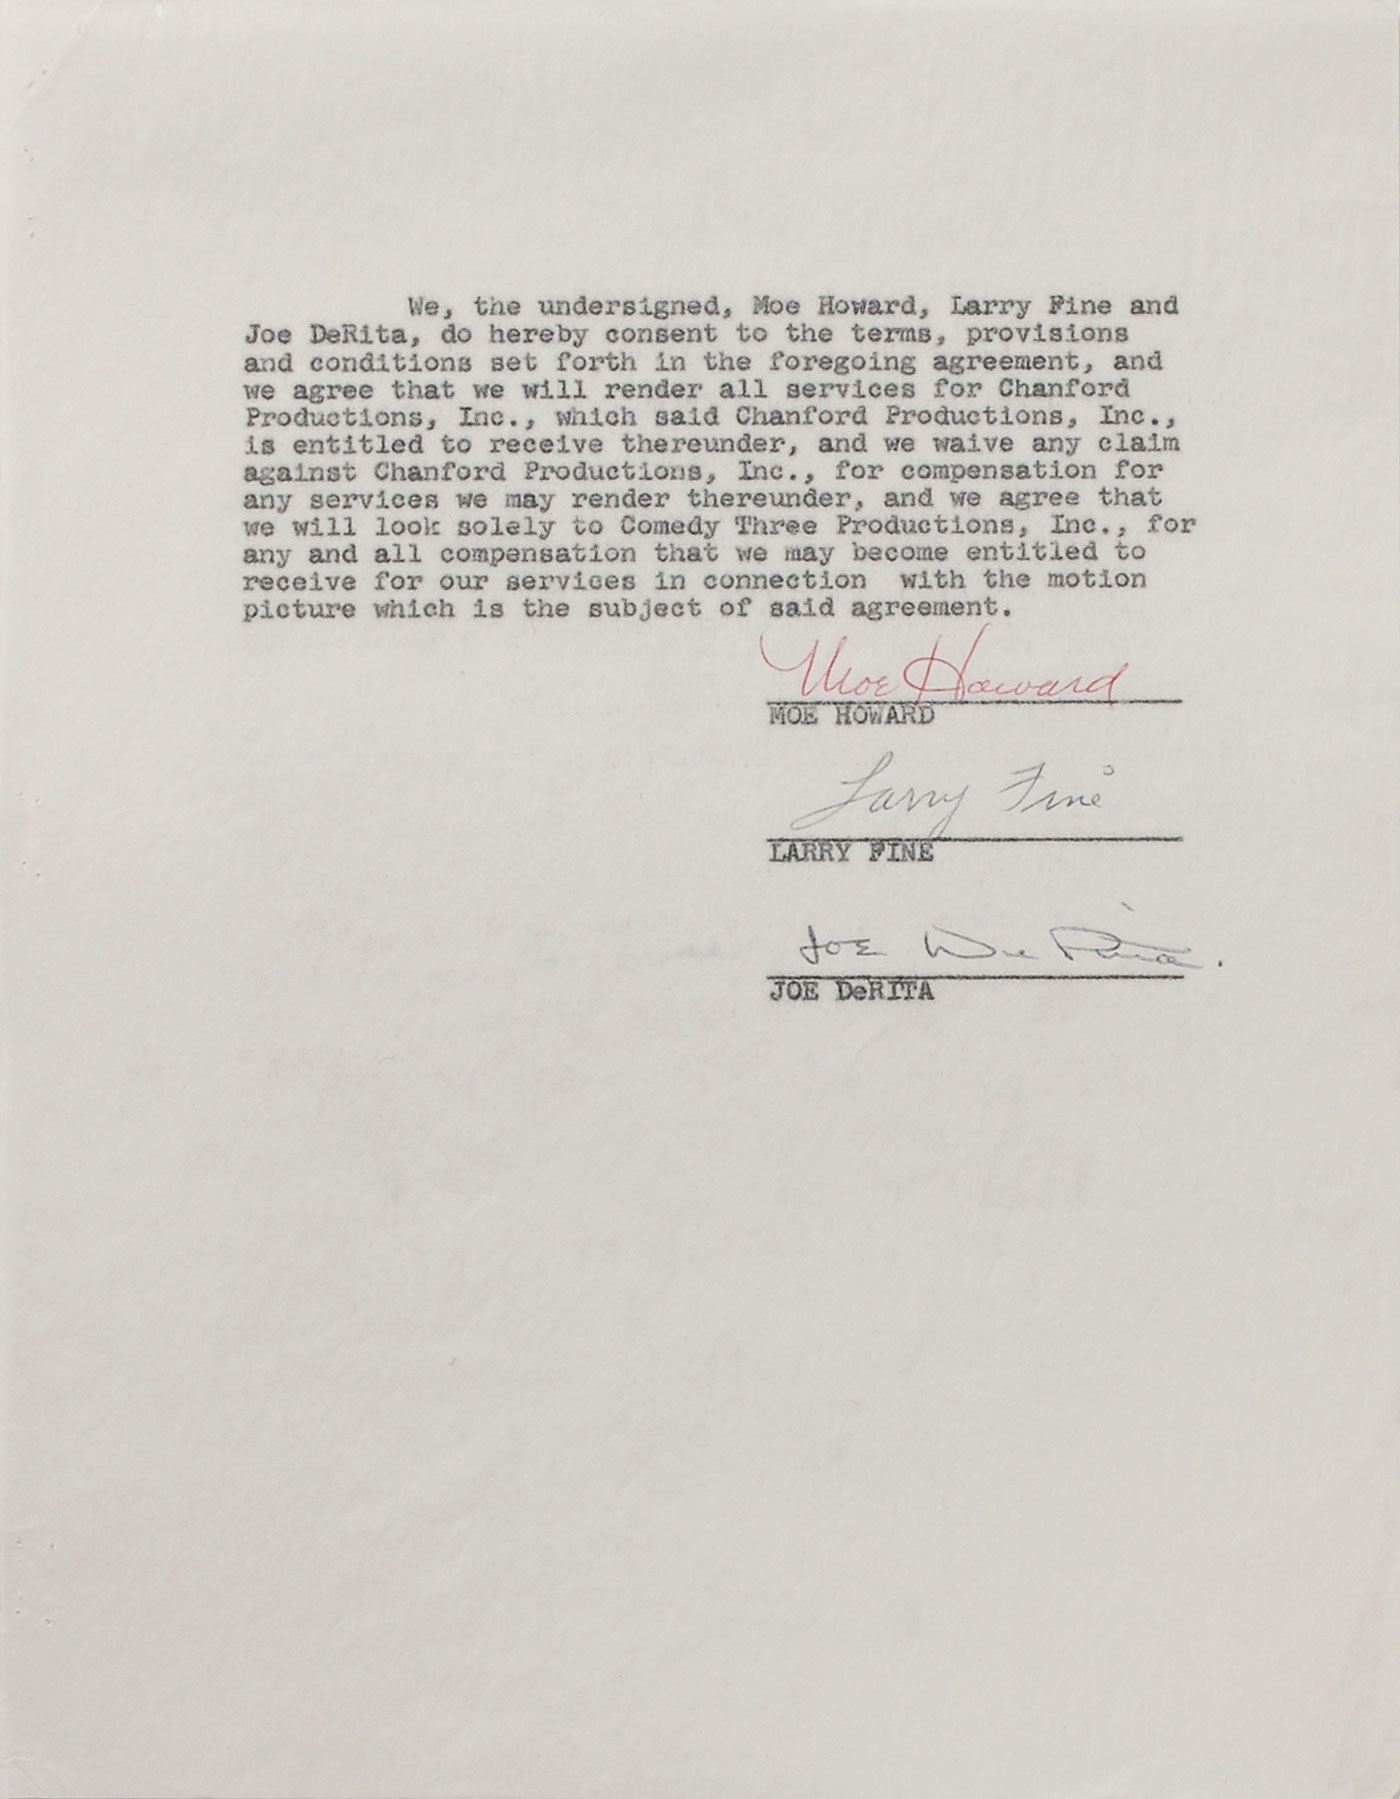 We, the undersigned, Moe Howard, Larry Fine and
Joe DeRita, do hereby consent to the terms, provisions
and conditions set forth in the foregoing agreement, and
we agree that we will render all services for Chanford
Productions, Inc., which said Chanford Productions, Inc.,
is entitled to receive thereunder, and we waive any claim
against Chanford Productions, Inc., for compensation for
any services we may render thereunder, and we agree that
we will look solely to Comedy Three Productions, Inc., for
any and all compensation that we may become entitled to
receive for our services in connection with the motion
picture which is the subject of said agreement.
Moe Howard
MOE HOWARD
Larry Fine
LARRY FINE
Joe De Rita.
JOE DeRITA